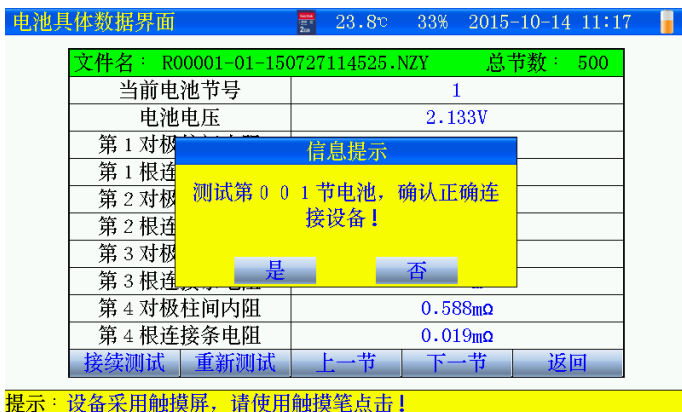 电池具体数据界面 23.8℃ 33% 2015-10-14 11:17
文件名： R00001-01-150727114525.NZY 总节数： 500
当前电池节号 1
电池电压 2.133V
第1对极
信息提示
第1根连
测试第001节电池，确认正确连
接设备！
第2对极
第2根连
第3对极
是 否
第3根连
第4对极柱间内阻 0.588mΩ
第4根连接条电阻 0.019mΩ
接续测试 重新测试 上一节 下一节 返回
提示：设备采用触摸屏，请使用触摸笔点击！